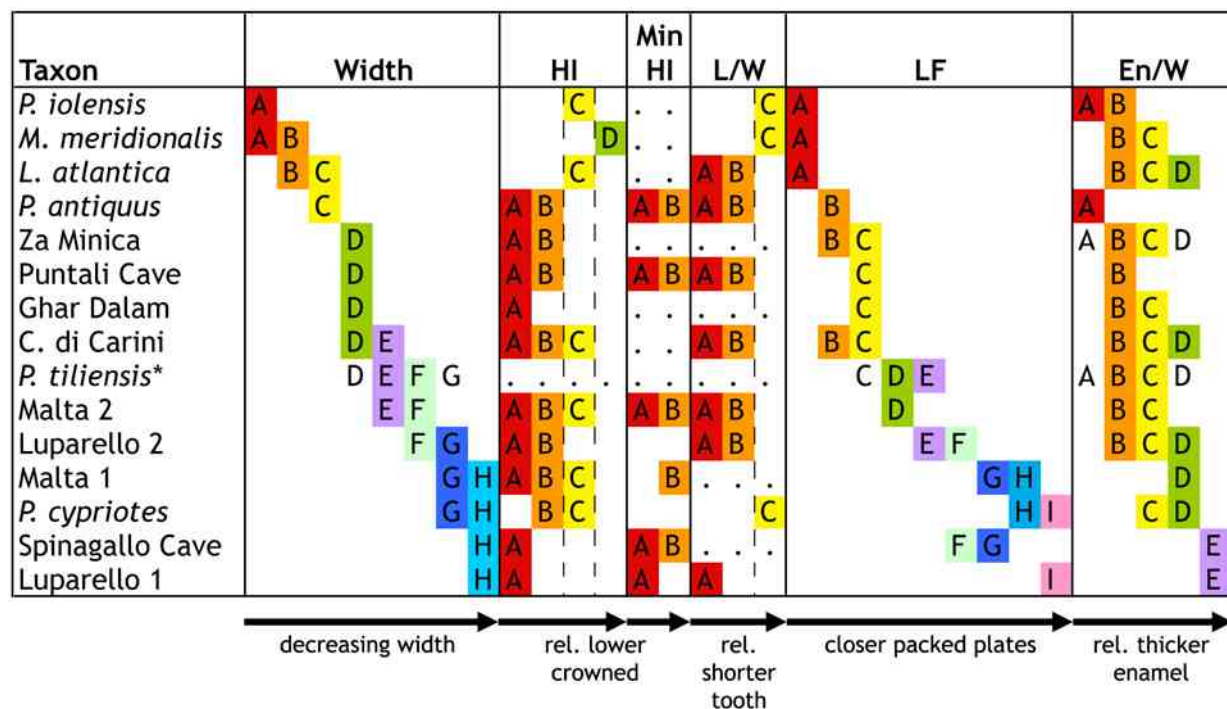 Min
Taxon Width HI HI L/W LF En/W
P. iolensis A C . . C A A B
M. meridionalis A B D . . C A B C
L. atlantica B C C . . A B A B C D
P. antiquus C A B A B A B B A
Za Minica D A B . . . . . B C A B C D
Puntali Cave D A B A B A B C B
Ghar Dalam D A . . . . . C B C
C. di Carini D E A B C . . A B B C B C D
P. tiliensis* D E F G . . . . . . . . . C D E A B C D
Malta 2 E F A B C A B A B D B C
Luparello 2 F G A B A B E F B C D
Malta 1 G H A B C B . . . G H D
P. cypriotes G H B C C H I C D
Spinagallo Cave H A A B . . . F G E
Luparello 1 H A A A I E
decreasing width rel. lower rel. closer packed plates rel. thicker
crowned shorter enamel
tooth